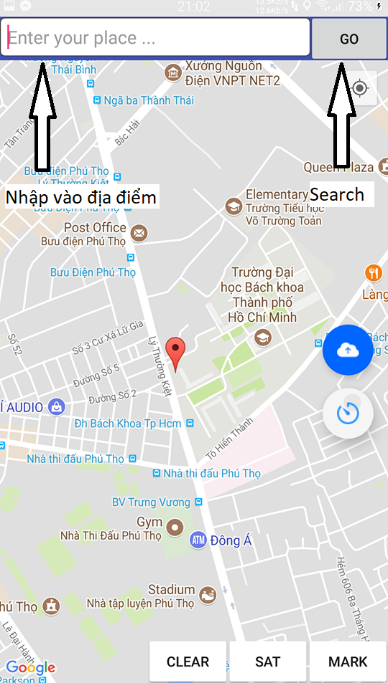 21:02
73%
Enter your place ...
GO
Thái Bình
Xưởng Nguồn
Điện VNPT NET2
Ngã ba Thành Thái
Bắc Hải
Bưu điện Phú Thọ
Lý Thường Kiệt
Queen Plaza
Nhập vào địa điểm
Search
Elementary
Trường Tiểu học
Võ Trường Toản
Post Office
Bưu điện Phú Thọ
Bưu Điện Phú Thọ
Trường Đại
học Bách khoa
Thành phố
Hồ Chí Minh
Làng
Số 52
Số 3 Cư Xá Lữ Gia
Lý Thường Kiệt
Đường Số 5
Đường Số 2
Í AUDIO
Đh Bách Khoa Tp Hcm
Tô Hiến Thành
Nhà thi đấu Phú Thọ
Nhà thi đấu Phú Thọ
BV Trưng Vương
Gym
Nhà Thi Đấu Phú Thọ
ATM
Đông Á
Hẻm 606 Ba Tháng
Stadium
Nhà tập luyện Phú Thọ
hú Thọ
Lê Đại Hành
Google
CLEAR
SAT
MARK